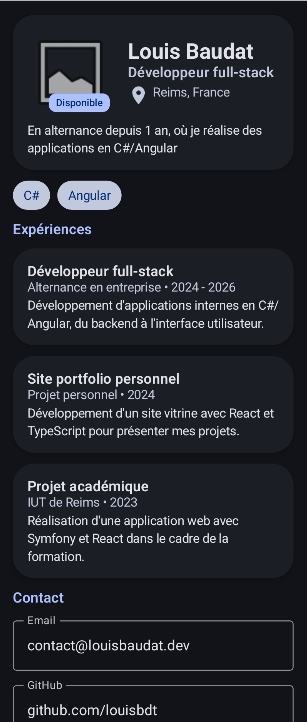 Louis Baudat
Développeur full-stack
Reims, France
Disponible
En alternance depuis 1 an, où je réalise des
applications en C#/Angular
C#
Angular
Expériences
Développeur full-stack
Alternance en entreprise • 2024 - 2026
Développement d'applications internes en C#/
Angular, du backend à l'interface utilisateur.
Site portfolio personnel
Projet personnel • 2024
Développement d'un site vitrine avec React et
TypeScript pour présenter mes projets.
Projet académique
IUT de Reims • 2023
Réalisation d'une application web avec
Symfony et React dans le cadre de la
formation.
Contact
Email
contact@louisbaudat.dev
GitHub
github.com/louisbdt